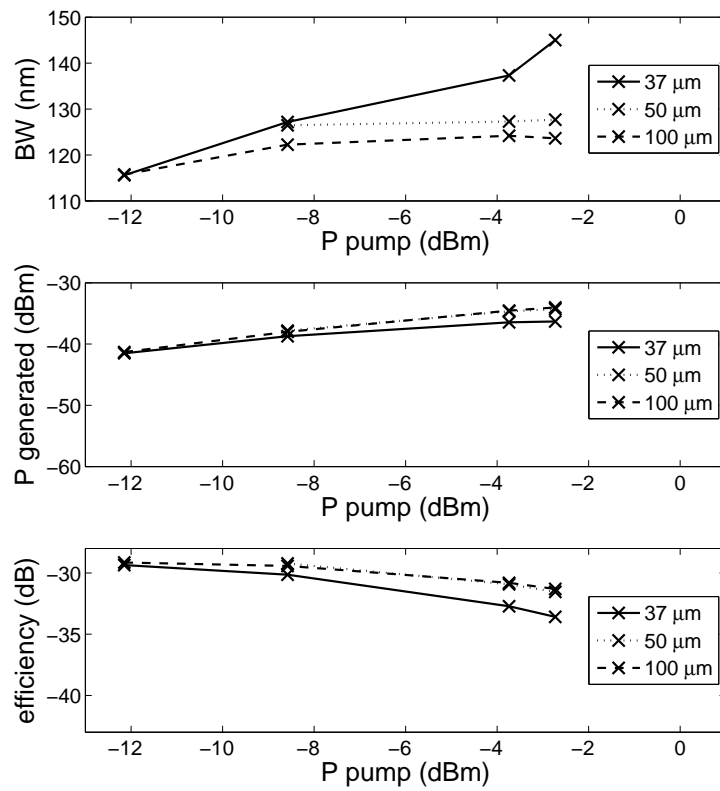 150
140
130
120
110
BW (nm)
−12 −10 −8 −6 −4 −2 0
P pump (dBm)
37 μm
50 μm
100 μm
−30
−40
−50
−60
P generated (dBm)
−12 −10 −8 −6 −4 −2 0
P pump (dBm)
37 μm
50 μm
100 μm
−30
−35
−40
efficiency (dB)
−12 −10 −8 −6 −4 −2 0
P pump (dBm)
37 μm
50 μm
100 μm